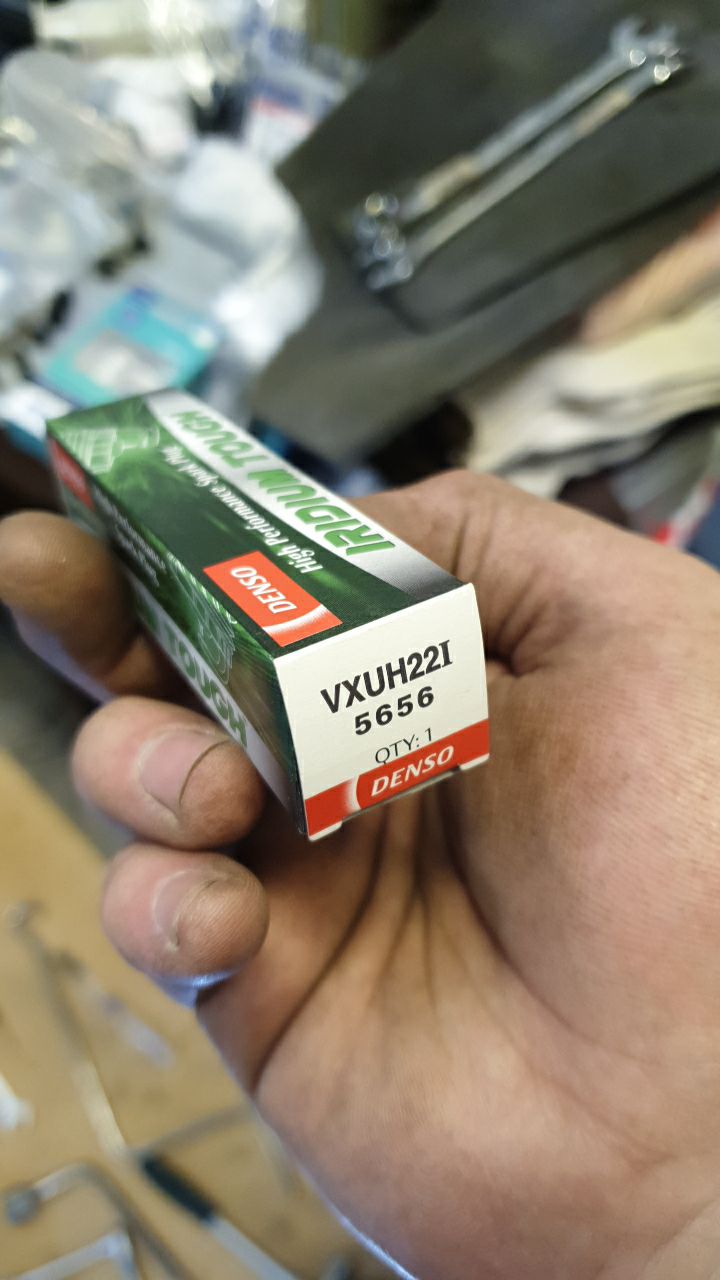 IRIDIUM TOUGH
High Performance Spark Plug
DENSO
TOUGH
VXUH22I
5656
QTY: 1
DENSO